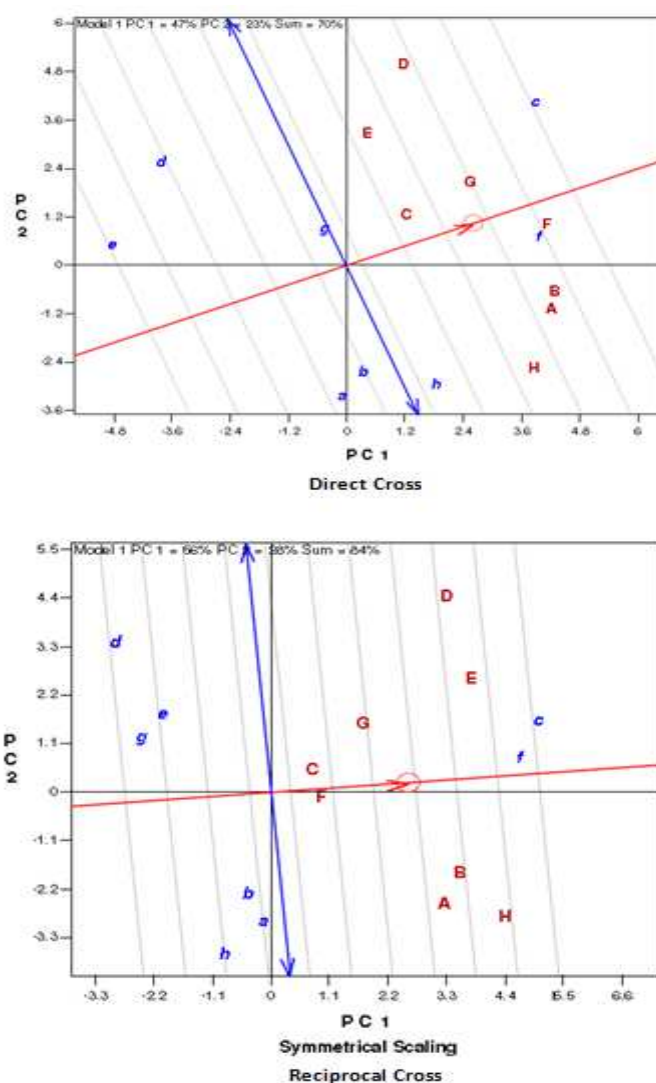 6
Model 1 PC 1 = 47% PC 2 = 23% Sum = 70%
D
4.8
c
3.6
E
d
2.4
G
C
1.2
g
F
f
e
PC2
0
B
A
-1.2
-2.4
b
h
H
a
-3.6
-4.8 -3.6 -2.4 -1.2 0 1.2 2.4 3.6 4.8 6
PC 1
Direct Cross
5.5
Model 1 PC 1 = 66% Sum = 84%
4.4
D
d
3.3
E
2.2
e
G
c
g
1.1
f
C
F
PC2
0
-1.1
B
-2.2
b
A
a
H
-3.3
h
-3.3 -2.2 -1.1 0 1.1 2.2 3.3 4.4 5.5 6.6
PC 1
Symmetrical Scaling
Reciprocal Cross